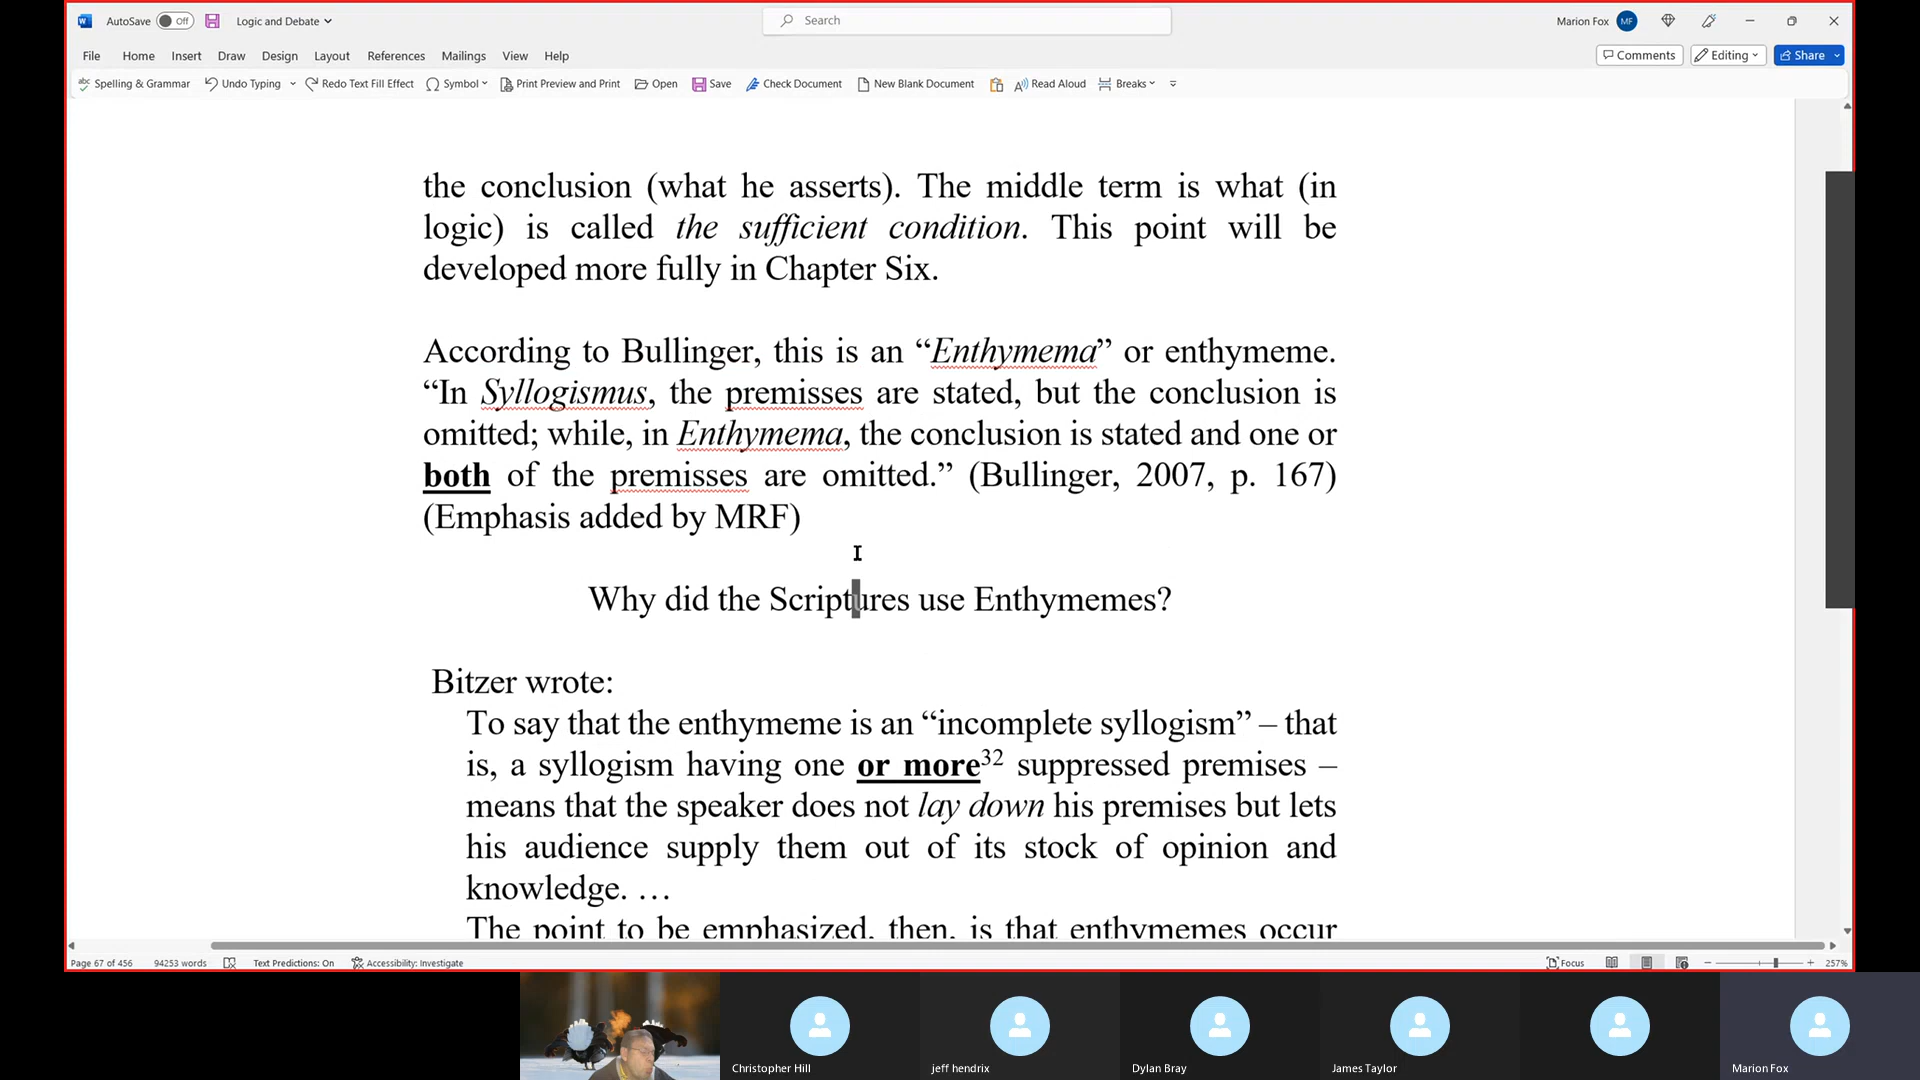 AutoSave Off Logic and Debate Search Marion Fox MF
File Home Insert Draw Design Layout References Mailings View Help Comments Editing Share
Spelling & Grammar Undo Typing Redo Text Fill Effect Symbol Print Preview and Print Open Save Check Document New Blank Document Read Aloud Breaks
the conclusion (what he asserts). The middle term is what (in
logic) is called the sufficient condition. This point will be
developed more fully in Chapter Six.
According to Bullinger, this is an “Enthymema” or enthymeme.
“In Syllogismus, the premisses are stated, but the conclusion is
omitted; while, in Enthymema, the conclusion is stated and one or
both of the premisses are omitted.” (Bullinger, 2007, p. 167)
(Emphasis added by MRF)
Why did the Scriptures use Enthymemes?
Bitzer wrote:
To say that the enthymeme is an “incomplete syllogism” – that
is, a syllogism having one or more32 suppressed premises –
means that the speaker does not lay down his premises but lets
his audience supply them out of its stock of opinion and
knowledge. …
The point to be emphasized, then, is that enthymemes occur
Page 67 of 456 94253 words Text Predictions: On Accessibility: Investigate Focus 257%
Christopher Hill jeff hendrix Dylan Bray James Taylor Marion Fox